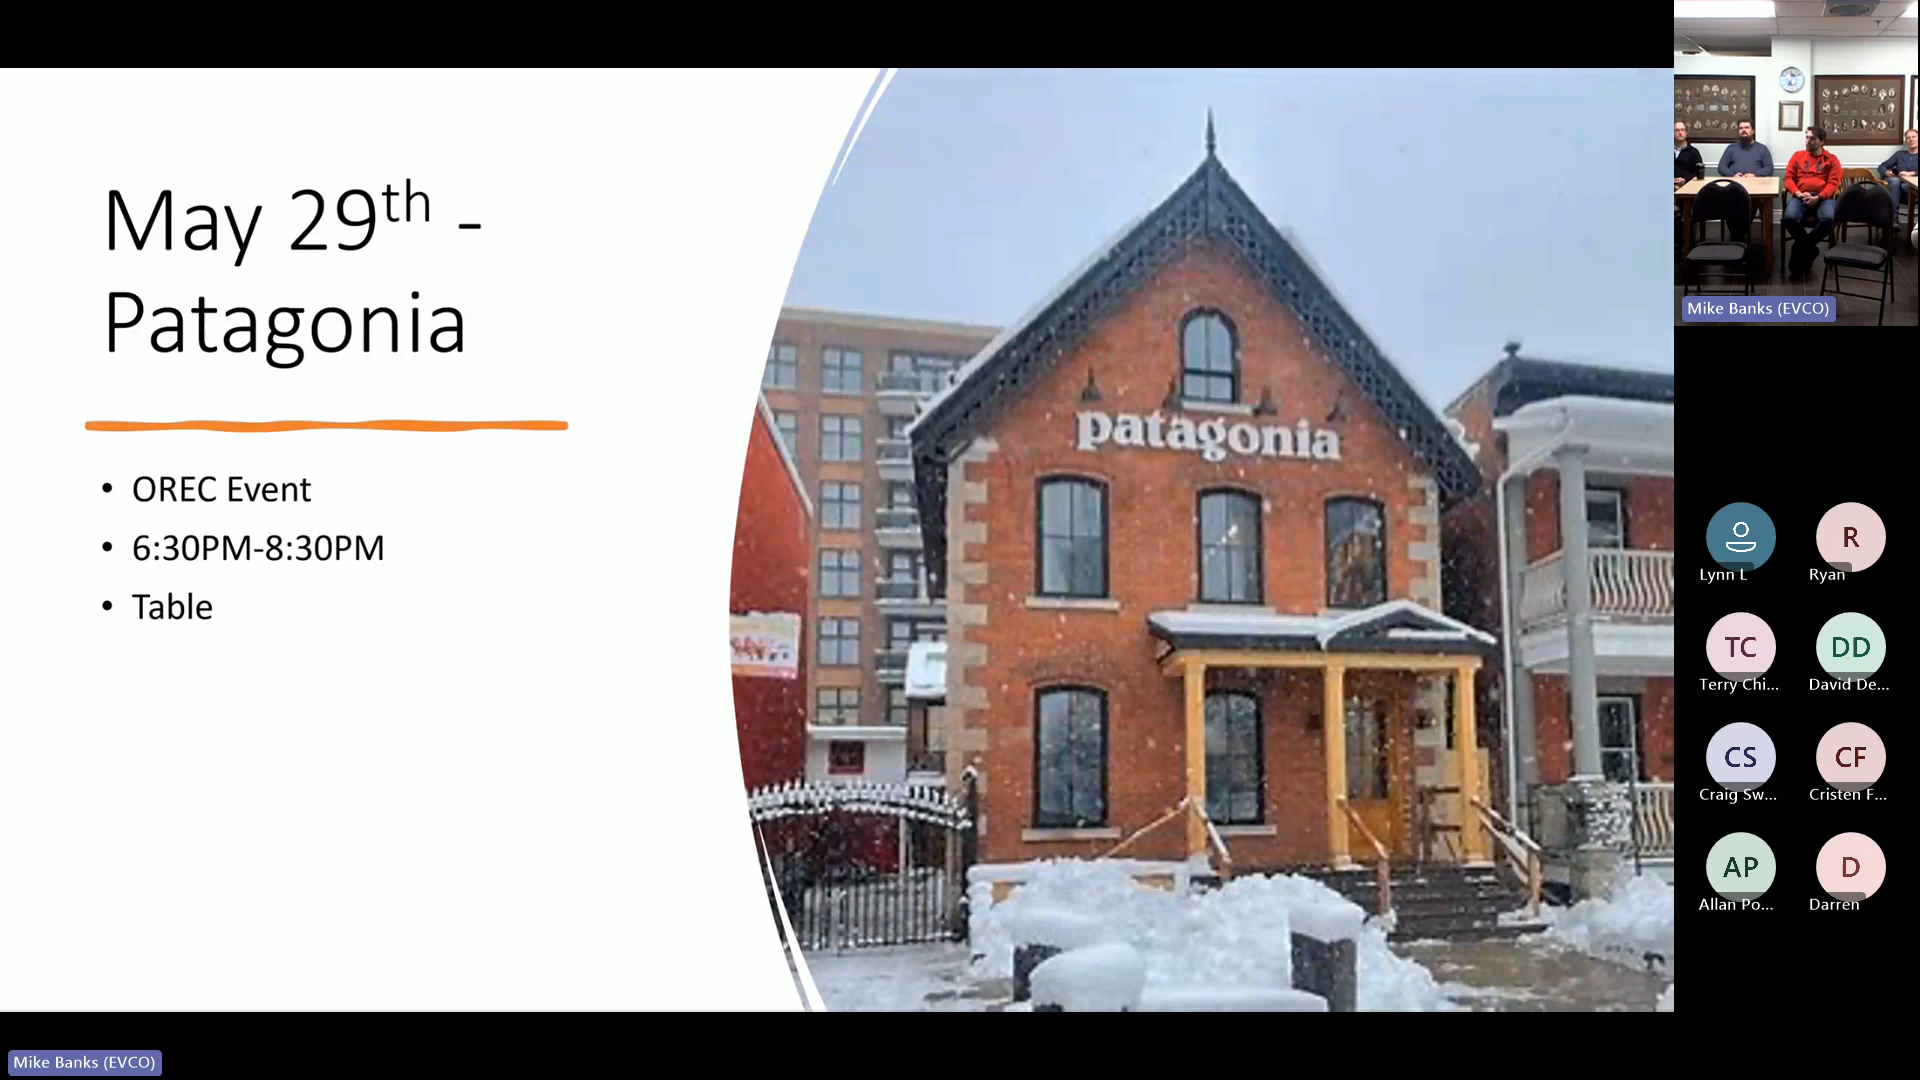 May 29th -
Patagonia
• OREC Event
• 6:30PM-8:30PM
• Table
patagonia
Mike Banks (EVCO)
Lynn L
R
Ryan
TC
Terry Chi...
DD
David De...
CS
Craig Sw...
CF
Cristen F...
AP
Allan Po...
D
Darren
Mike Banks (EVCO)